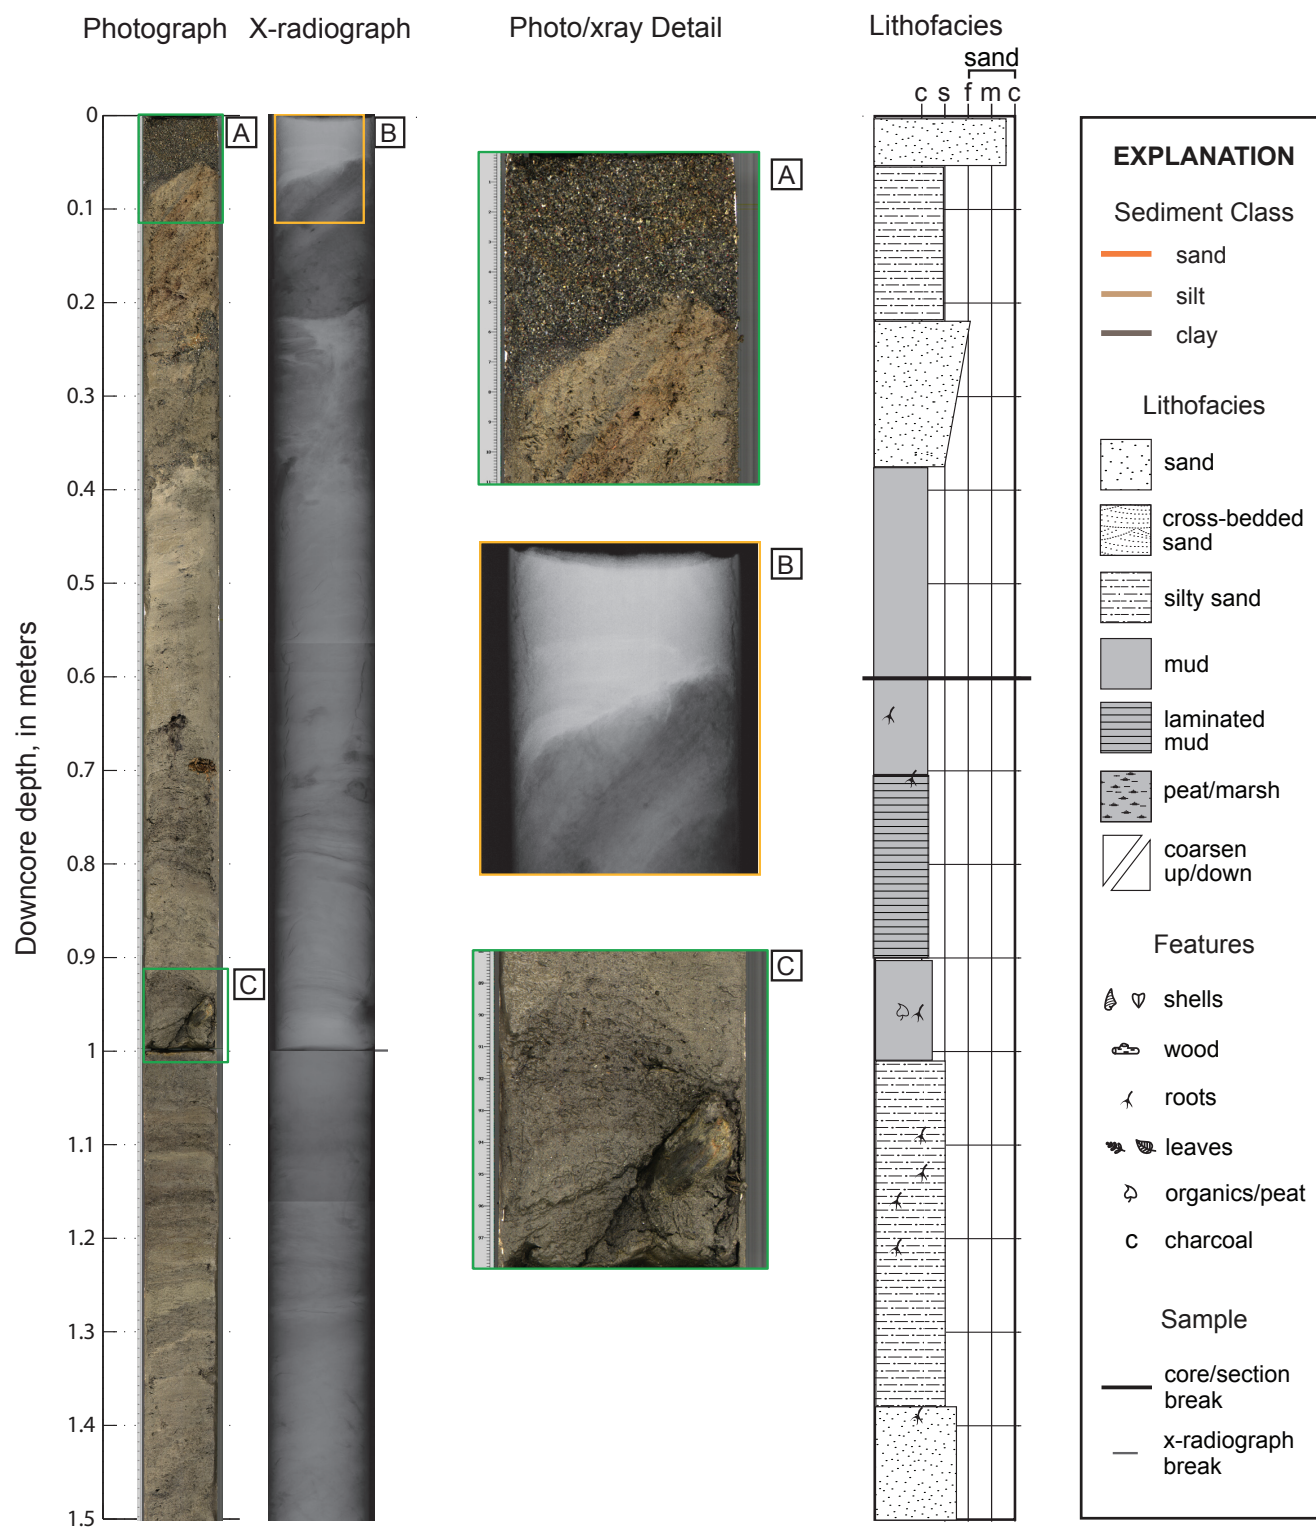 Photograph
X-radiograph
Photo/xray Detail
Lithofacies
sand
c s f m c
Downcore depth, in meters
0
0.1
0.2
0.3
0.4
0.5
0.6
0.7
0.8
0.9
1
1.1
1.2
1.3
1.4
1.5
A
B
C
A
B
C
EXPLANATION
Sediment Class
sand
silt
clay
Lithofacies
sand
cross-bedded
sand
silty sand
mud
laminated
mud
peat/marsh
coarsen
up/down
Features
shells
wood
roots
leaves
organics/peat
c charcoal
Sample
core/section
break
x-radiograph
break